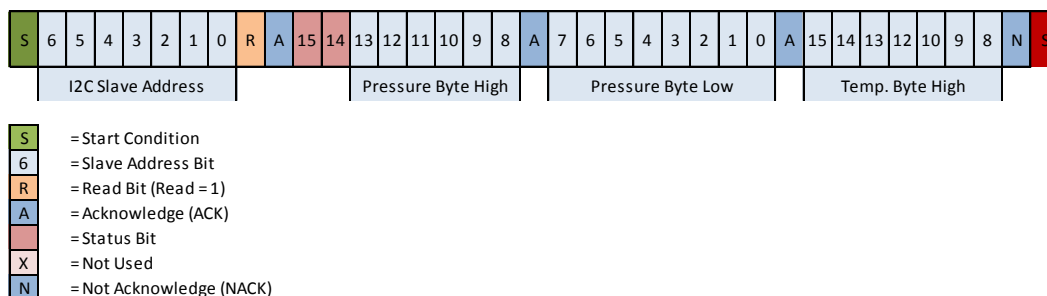 S 6 5 4 3 2 1 0 R A 15 14 13 12 11 10 9 8 A 7 6 5 4 3 2 1 0 A 15 14 13 12 10 9 8 N S
I2C Slave Address Pressure Byte High Pressure Byte Low Temp. Byte High
S = Start Condition
6 = Slave Address Bit
R = Read Bit (Read = 1)
A = Acknowledge (ACK)
= Status Bit
X = Not Used
N = Not Acknowledge (NACK)